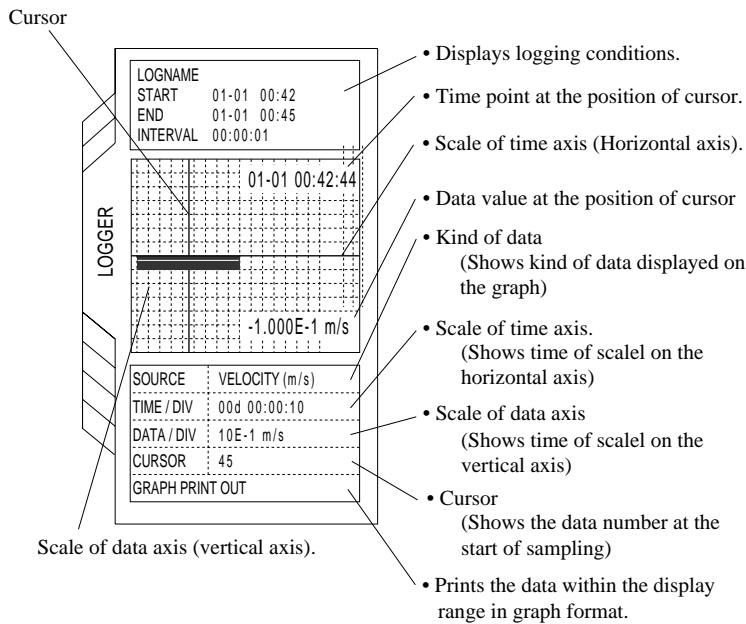 Cursor
LOGNAME
START 01-01 00:42
END 01-01 00:45
INTERVAL 00:00:01
01-01 00:42:44
LOGGER
-1.000E-1 m/s
SOURCE VELOCITY (m/s)
TIME / DIV 00d 00:00:10
DATA / DIV 10E-1 m/s
CURSOR 45
GRAPH PRINT OUT
Scale of data axis (vertical axis).
• Displays logging conditions.
• Time point at the position of cursor.
• Scale of time axis (Horizontal axis).
• Data value at the position of cursor
• Kind of data
(Shows kind of data displayed on
the graph)
• Scale of time axis.
(Shows time of scalel on the
horizontal axis)
• Scale of data axis
(Shows time of scalel on the
vertical axis)
• Cursor
(Shows the data number at the
start of sampling)
• Prints the data within the display
range in graph format.